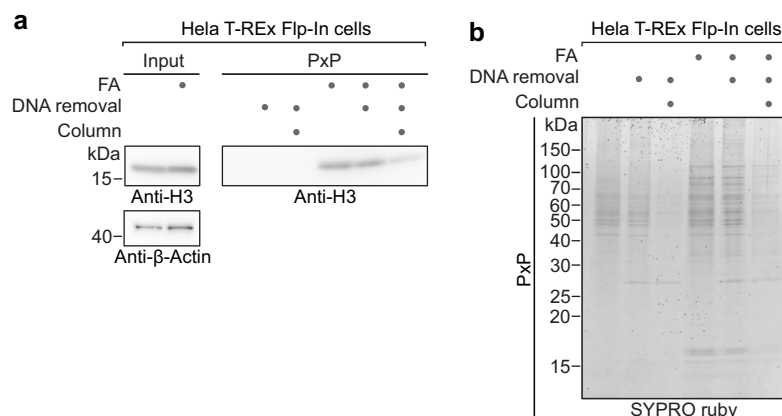 a
Hela T-REx Flp-In cells
Input PxP
FA
DNA removal
Column
kDa
15
Anti-H3 Anti-H3
40
Anti-β-Actin
b
Hela T-REx Flp-In cells
FA
DNA removal
Column
kDa
150
100
70
60
50
40
30
25
20
15
PxP
SYPRO ruby